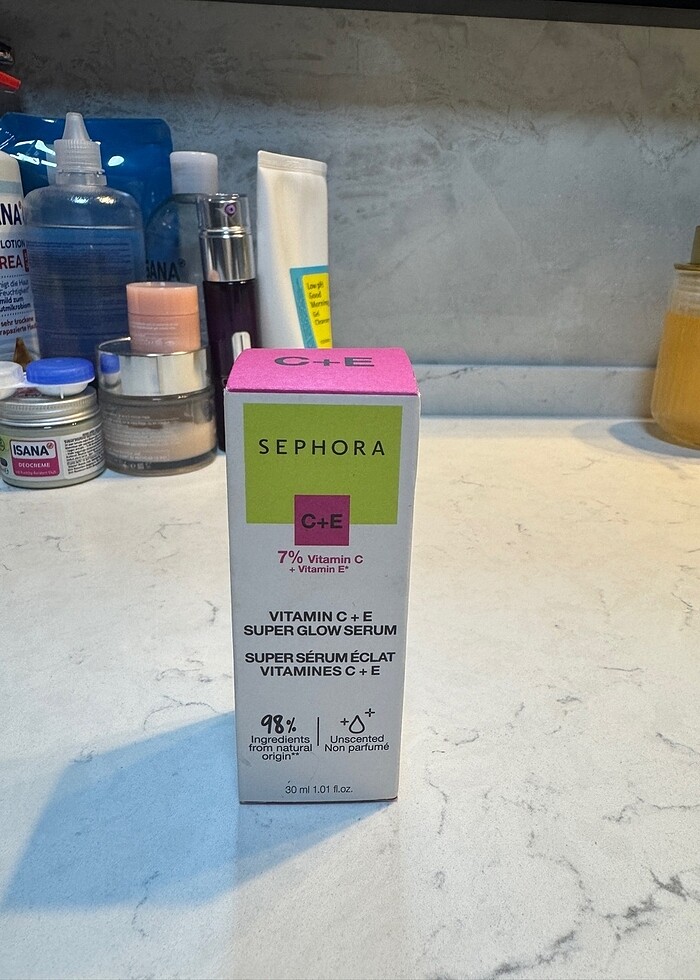 C+E
SEPHORA
C+E
7% Vitamin C
+ Vitamin E*
VITAMIN C + E
SUPER GLOW SERUM
SUPER SÉRUM ÉCLAT
VITAMINES C + E
98%
Ingredients
from natural
origin**
Unscented
Non parfumé
30 ml 1.01 fl.oz.
LOTION
ISANA
DEOCREME
Low pH
Good
Morning
Gel
Cleanser